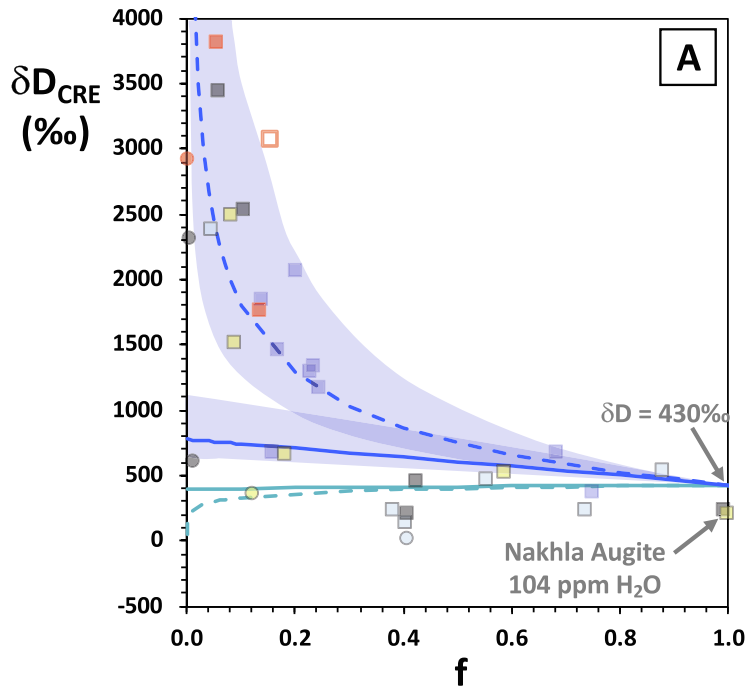 A
δD_CRE
(‰)
4000
3500
3000
2500
2000
1500
1000
500
0
-500
δD = 430‰
Nakhla Augite
104 ppm H₂O
0.0 0.2 0.4 0.6 0.8 1.0
f